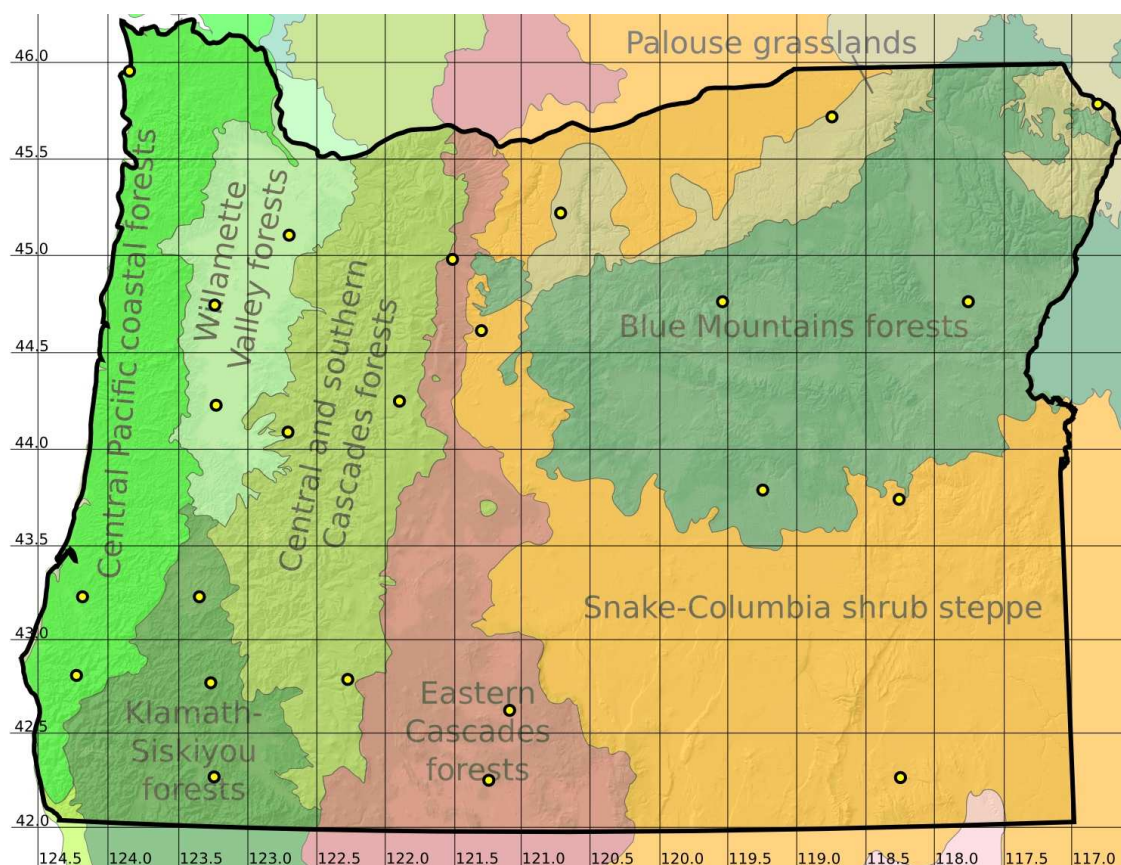 Palouse grasslands
46.0
45.5
45.0
44.5
44.0
43.5
43.0
42.5
42.0
Central Pacific coastal forests
Willamette
Valley forests
Central and southern
Cascades forests
Blue Mountains forests
Snake-Columbia shrub steppe
Klamath-
Siskiyou
forests
Eastern
Cascades
forests
124.5 124.0 123.5 123.0 122.5 122.0 121.5 121.0 120.5 120.0 119.5 119.0 118.5 118.0 117.5 117.0